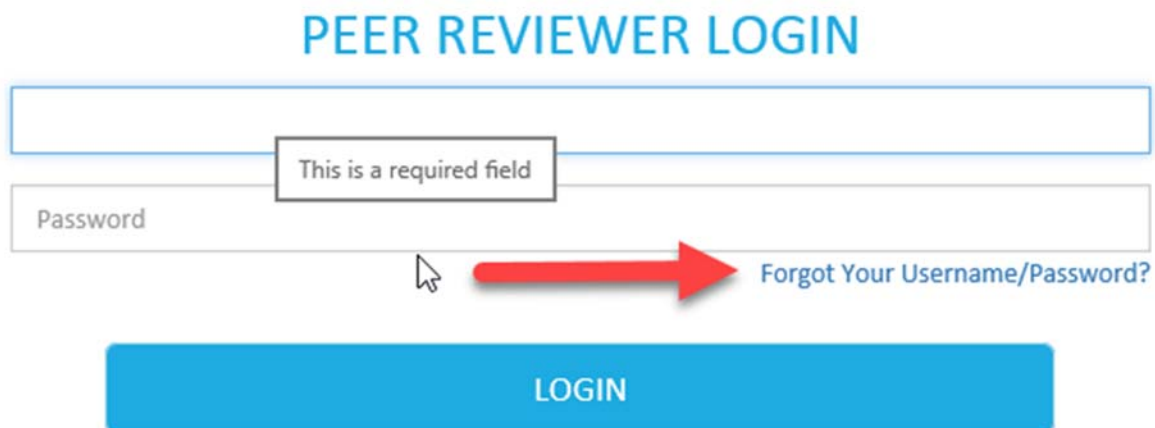 PEER REVIEWER LOGIN
This is a required field
Password
Forgot Your Username/Password?
LOGIN